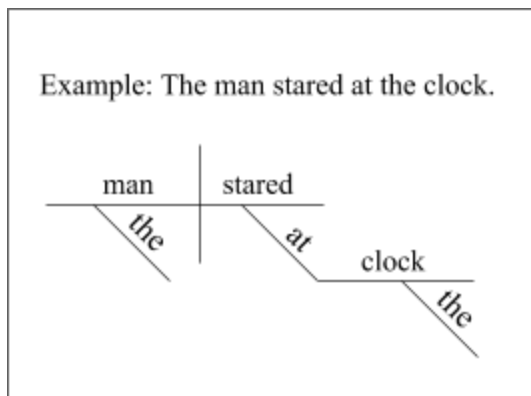 Example: The man stared at the clock.
man stared
the
at
clock
the